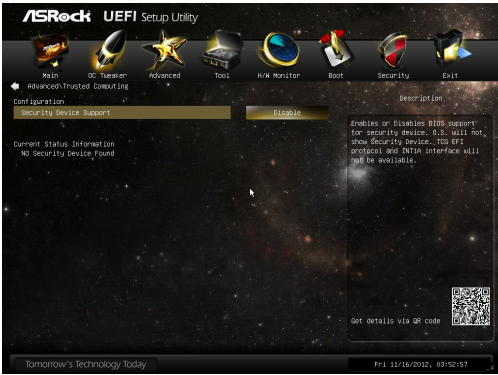 ASRock UEFI Setup Utility
Main OC Tweaker Advanced Tool H/W Monitor Boot Security Exit
Advanced\Trusted Computing
Description
Configuration
Security Device Support Disable
Enables or Disables BIOS support
for security device. O.S. will not
show Security Device. TCG EFI
protocol and INT1A interface will
not be available.
Current Status Information
NO Security Device Found
Get details via QR code
Tomorrow's Technology Today
Fri 11/16/2012, 03:52:57